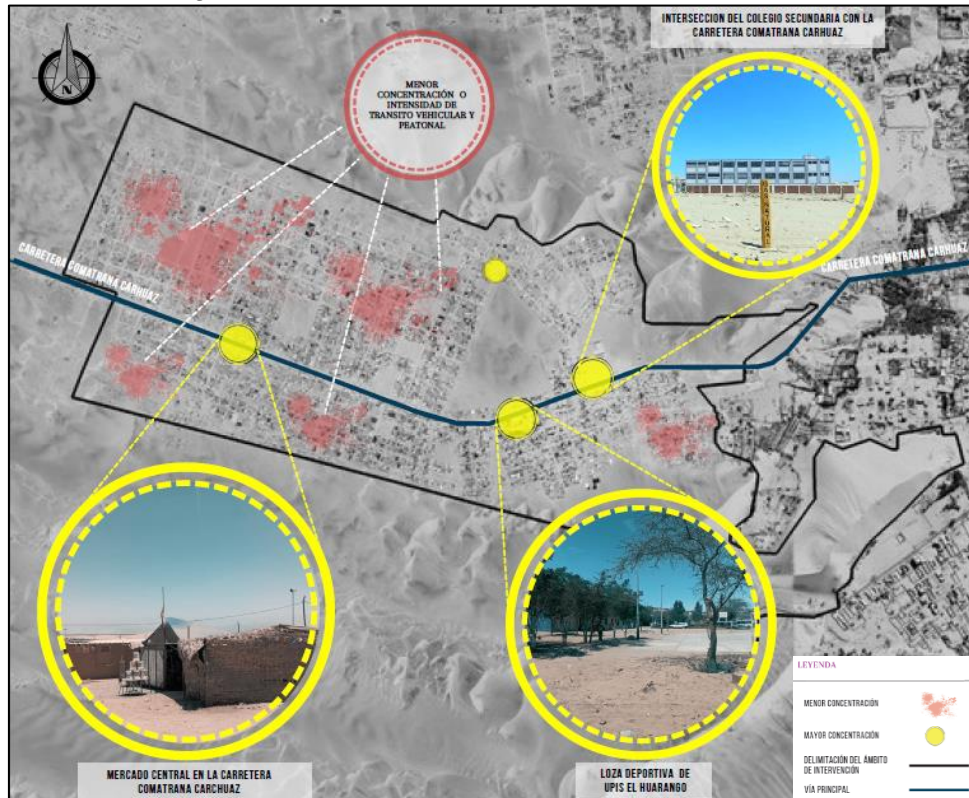 INTERSECCION DEL COLEGIO SECUNDARIA CON LA
CARRETERA COMATRANA CARHUAZ
N
MENOR
CONCENTRACIÓN O
INTENSIDAD DE
TRANSITO VEHICULAR Y
PEATONAL
GAS NATURAL
CARRETERA COMATRANA CARHUAZ
CARRETERA COMATRANA CARHUAZ
MERCADO CENTRAL EN LA CARRETERA
COMATRANA CARCHUAZ
LOZA DEPORTIVA DE
UPIS EL HUARANGO
LEYENDA
MENOR CONCENTRACIÓN
MAYOR CONCENTRACIÓN
DELIMITACIÓN DEL ÁMBITO
DE INTERVENCIÓN
VÍA PRINCIPAL